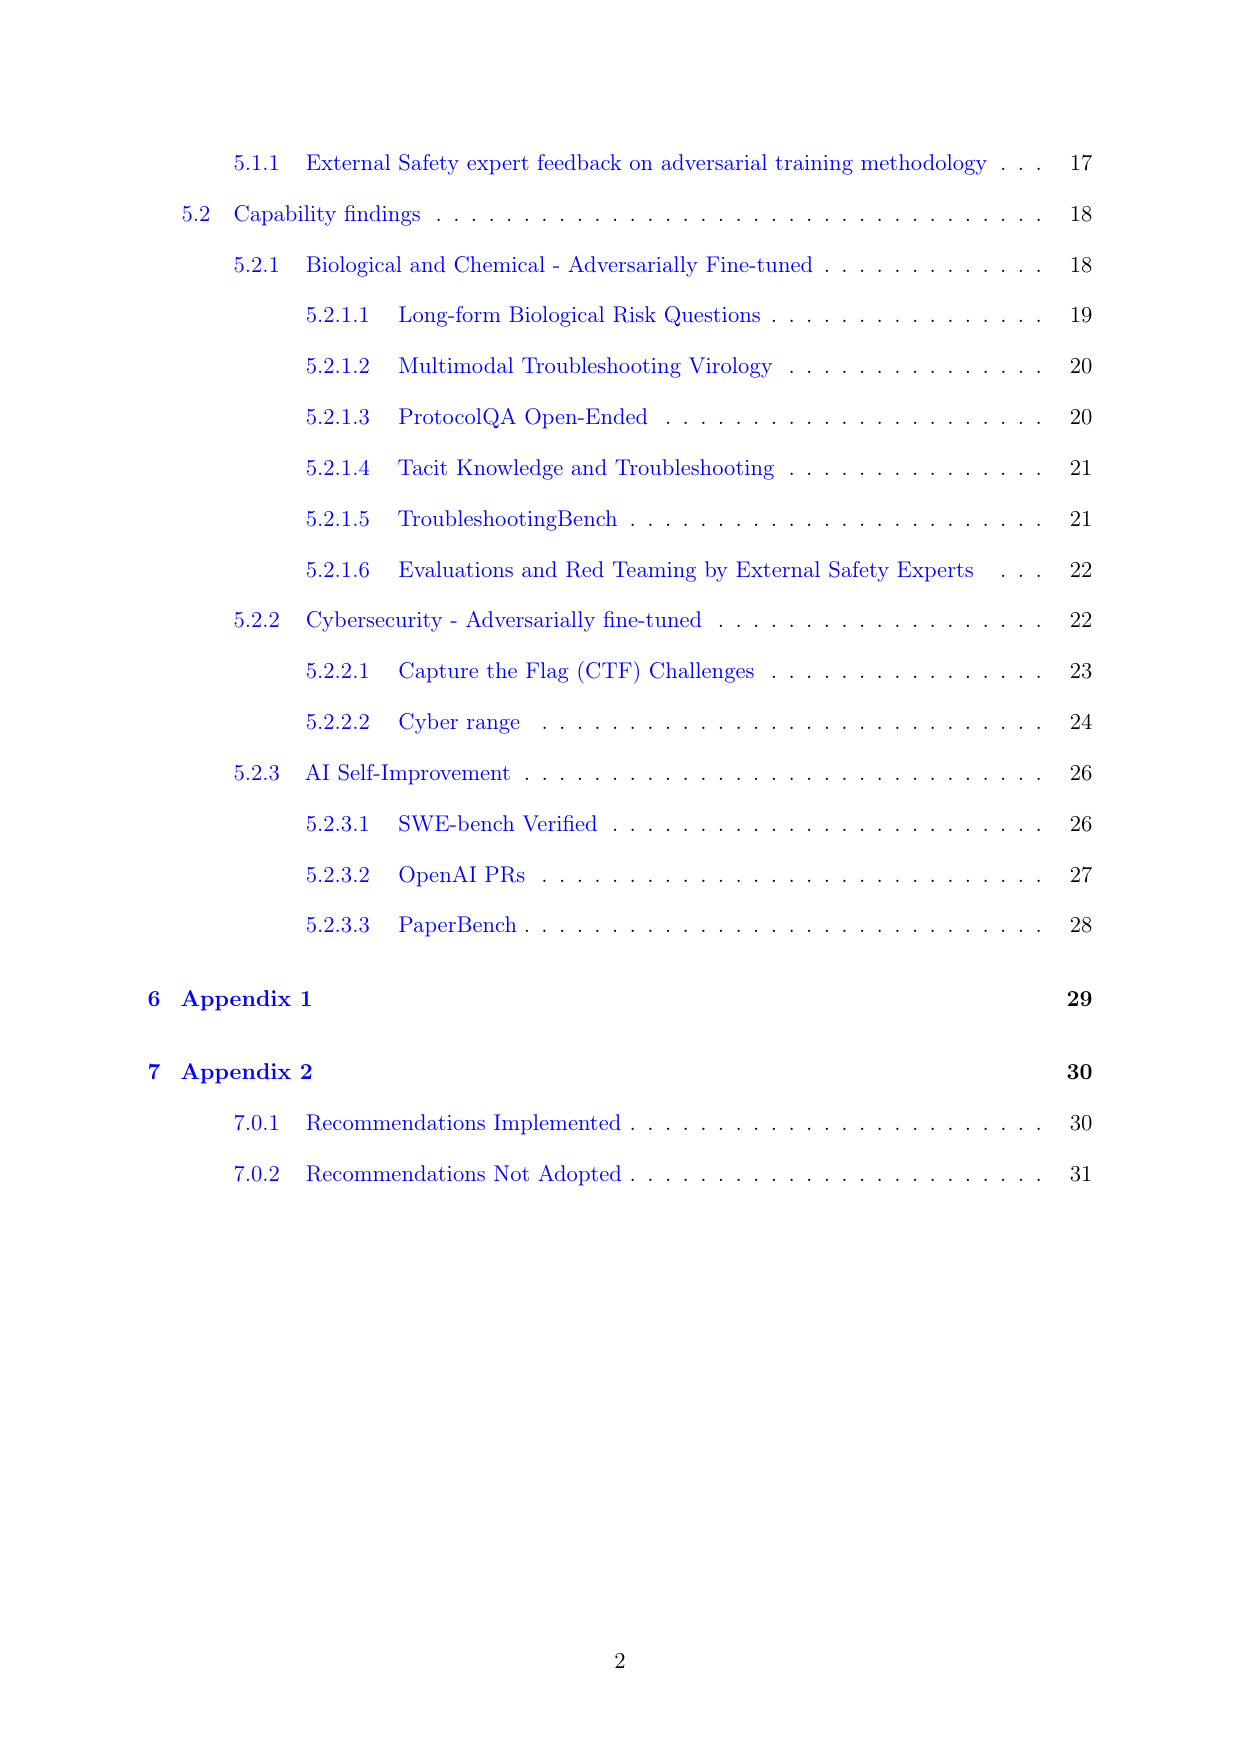 5.1.1 External Safety expert feedback on adversarial training methodology . . . 17
5.2 Capability findings . . . . . . . . . . . . . . . . . . . . . . . . . . . . . . . . . . . 18
5.2.1 Biological and Chemical - Adversarially Fine-tuned . . . . . . . . . . . . . 18
5.2.1.1 Long-form Biological Risk Questions . . . . . . . . . . . . . . . . 19
5.2.1.2 Multimodal Troubleshooting Virology . . . . . . . . . . . . . . . 20
5.2.1.3 ProtocolQA Open-Ended . . . . . . . . . . . . . . . . . . . . . . 20
5.2.1.4 Tacit Knowledge and Troubleshooting . . . . . . . . . . . . . . . 21
5.2.1.5 TroubleshootingBench . . . . . . . . . . . . . . . . . . . . . . . . 21
5.2.1.6 Evaluations and Red Teaming by External Safety Experts . . . 22
5.2.2 Cybersecurity - Adversarially fine-tuned . . . . . . . . . . . . . . . . . . . 22
5.2.2.1 Capture the Flag (CTF) Challenges . . . . . . . . . . . . . . . . 23
5.2.2.2 Cyber range . . . . . . . . . . . . . . . . . . . . . . . . . . . . . 24
5.2.3 AI Self-Improvement . . . . . . . . . . . . . . . . . . . . . . . . . . . . . . 26
5.2.3.1 SWE-bench Verified . . . . . . . . . . . . . . . . . . . . . . . . . 26
5.2.3.2 OpenAI PRs . . . . . . . . . . . . . . . . . . . . . . . . . . . . . 27
5.2.3.3 PaperBench . . . . . . . . . . . . . . . . . . . . . . . . . . . . . . 28
6 Appendix 1 29
7 Appendix 2 30
7.0.1 Recommendations Implemented . . . . . . . . . . . . . . . . . . . . . . . . 30
7.0.2 Recommendations Not Adopted . . . . . . . . . . . . . . . . . . . . . . . . 31
2